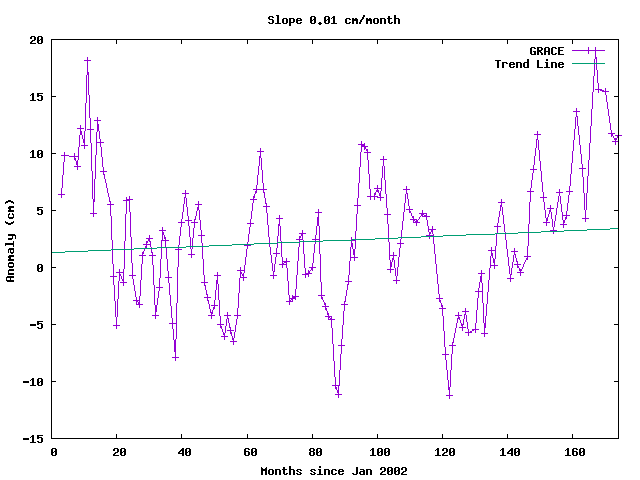 Slope 0.01 cm/month
20
15
10
5
0
-5
-10
-15
Anomaly (cm)
GRACE
Trend Line
0 20 40 60 80 100 120 140 160
Months since Jan 2002